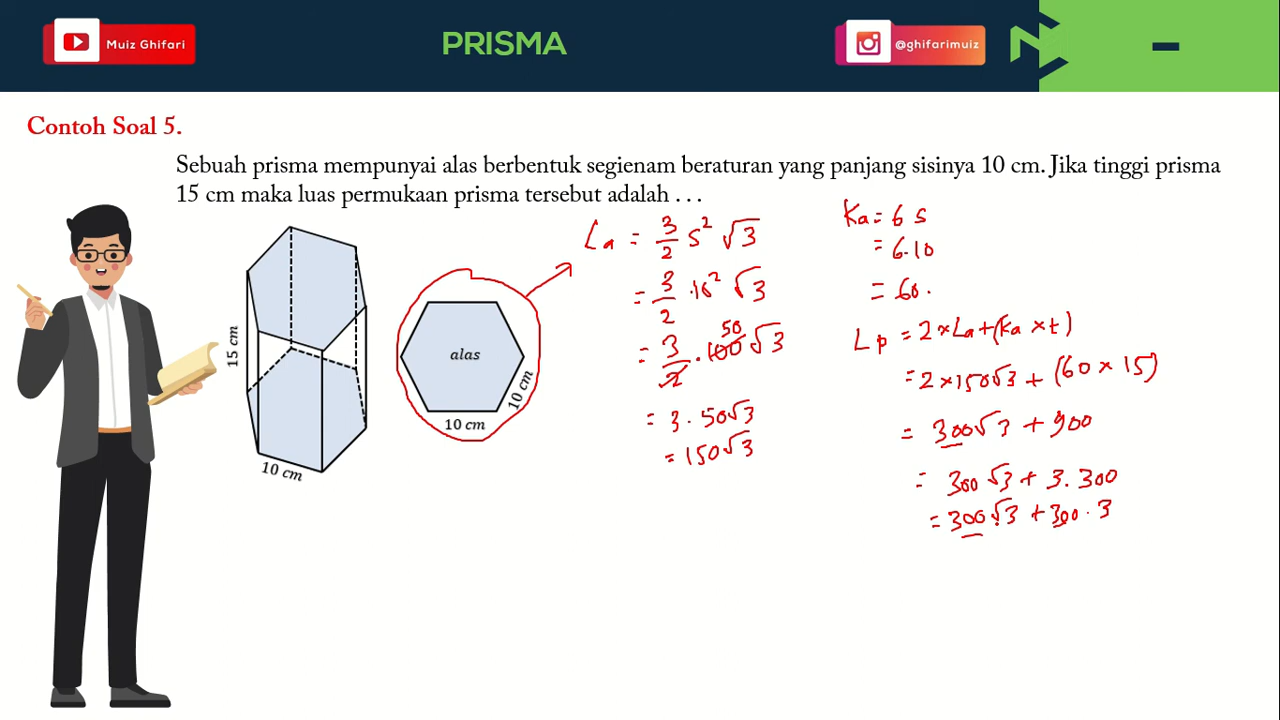 Muiz Ghifari
PRISMA
@ghifarimuiz
Contoh Soal 5.
Sebuah prisma mempunyai alas berbentuk segienam beraturan yang panjang sisinya 10 cm. Jika tinggi prisma
15 cm maka luas permukaan prisma tersebut adalah . . .
15 cm
10 cm
alas
10 cm
10 cm
La = 3/2 s² √3
= 3/2 · 10² √3
= 3/2 · 100 √3
50
= 3 . 50√3
= 150√3
Ka = 6 s
= 6.10
= 60.
Lp = 2 × La + (Ka × t)
= 2 × 150√3 + (60 × 15)
= 300√3 + 900
= 300√3 + 3. 300
= 300√3 + 300 . 3